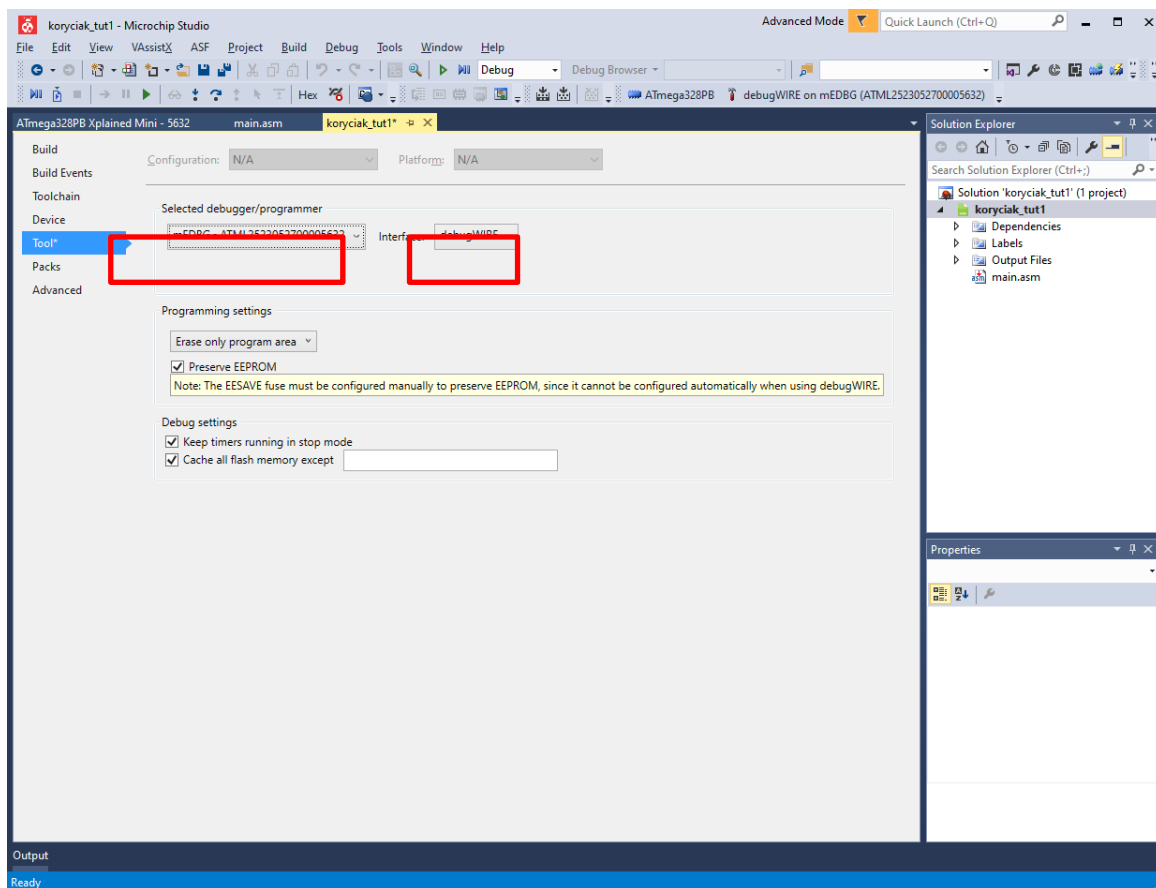 koryciak_tut1 - Microchip Studio
Advanced Mode
Quick Launch (Ctrl+Q)
File Edit View VAssistX ASF Project Build Debug Tools Window Help
Debug
Debug Browser
Hex
ATmega328PB
debugWIRE on mEDBG (ATML2523052700005632)
ATmega328PB Xplained Mini - 5632
main.asm
koryciak_tut1*
Build
Build Events
Toolchain
Device
Tool*
Packs
Advanced
Configuration: N/A
Platform: N/A
Selected debugger/programmer
mEDBG - ATML2523052700005632
Interface: debugWIRE
Programming settings
Erase only program area
Preserve EEPROM
Note: The EESAVE fuse must be configured manually to preserve EEPROM, since it cannot be configured automatically when using debugWIRE.
Debug settings
Keep timers running in stop mode
Cache all flash memory except
Solution Explorer
Search Solution Explorer (Ctrl+;)
Solution 'koryciak_tut1' (1 project)
koryciak_tut1
Dependencies
Labels
Output Files
asm main.asm
Properties
Output
Ready